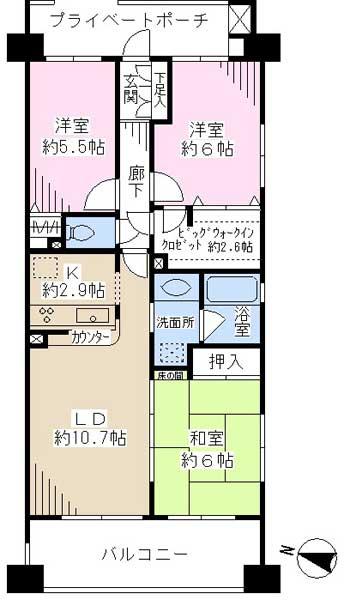 プライベートポーチ
玄関
下足入
洋室
約5.5帖
洋室
約6帖
廊下
ビッグウォークイン
クロゼット 約2.6帖
K
約2.9帖
カウンター
洗面所
浴室
押入
床の間
LD
約10.7帖
和室
約6帖
バルコニー
N